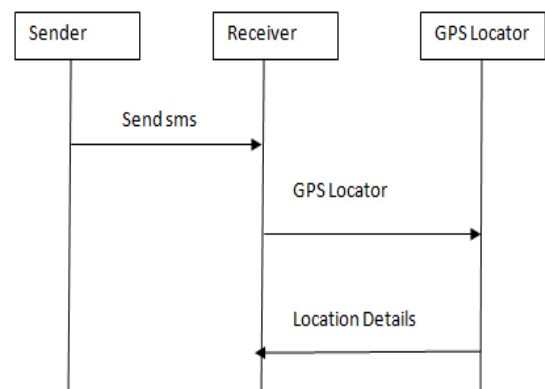 Sender
Receiver
GPS Locator
Send sms
GPS Locator
Location Details